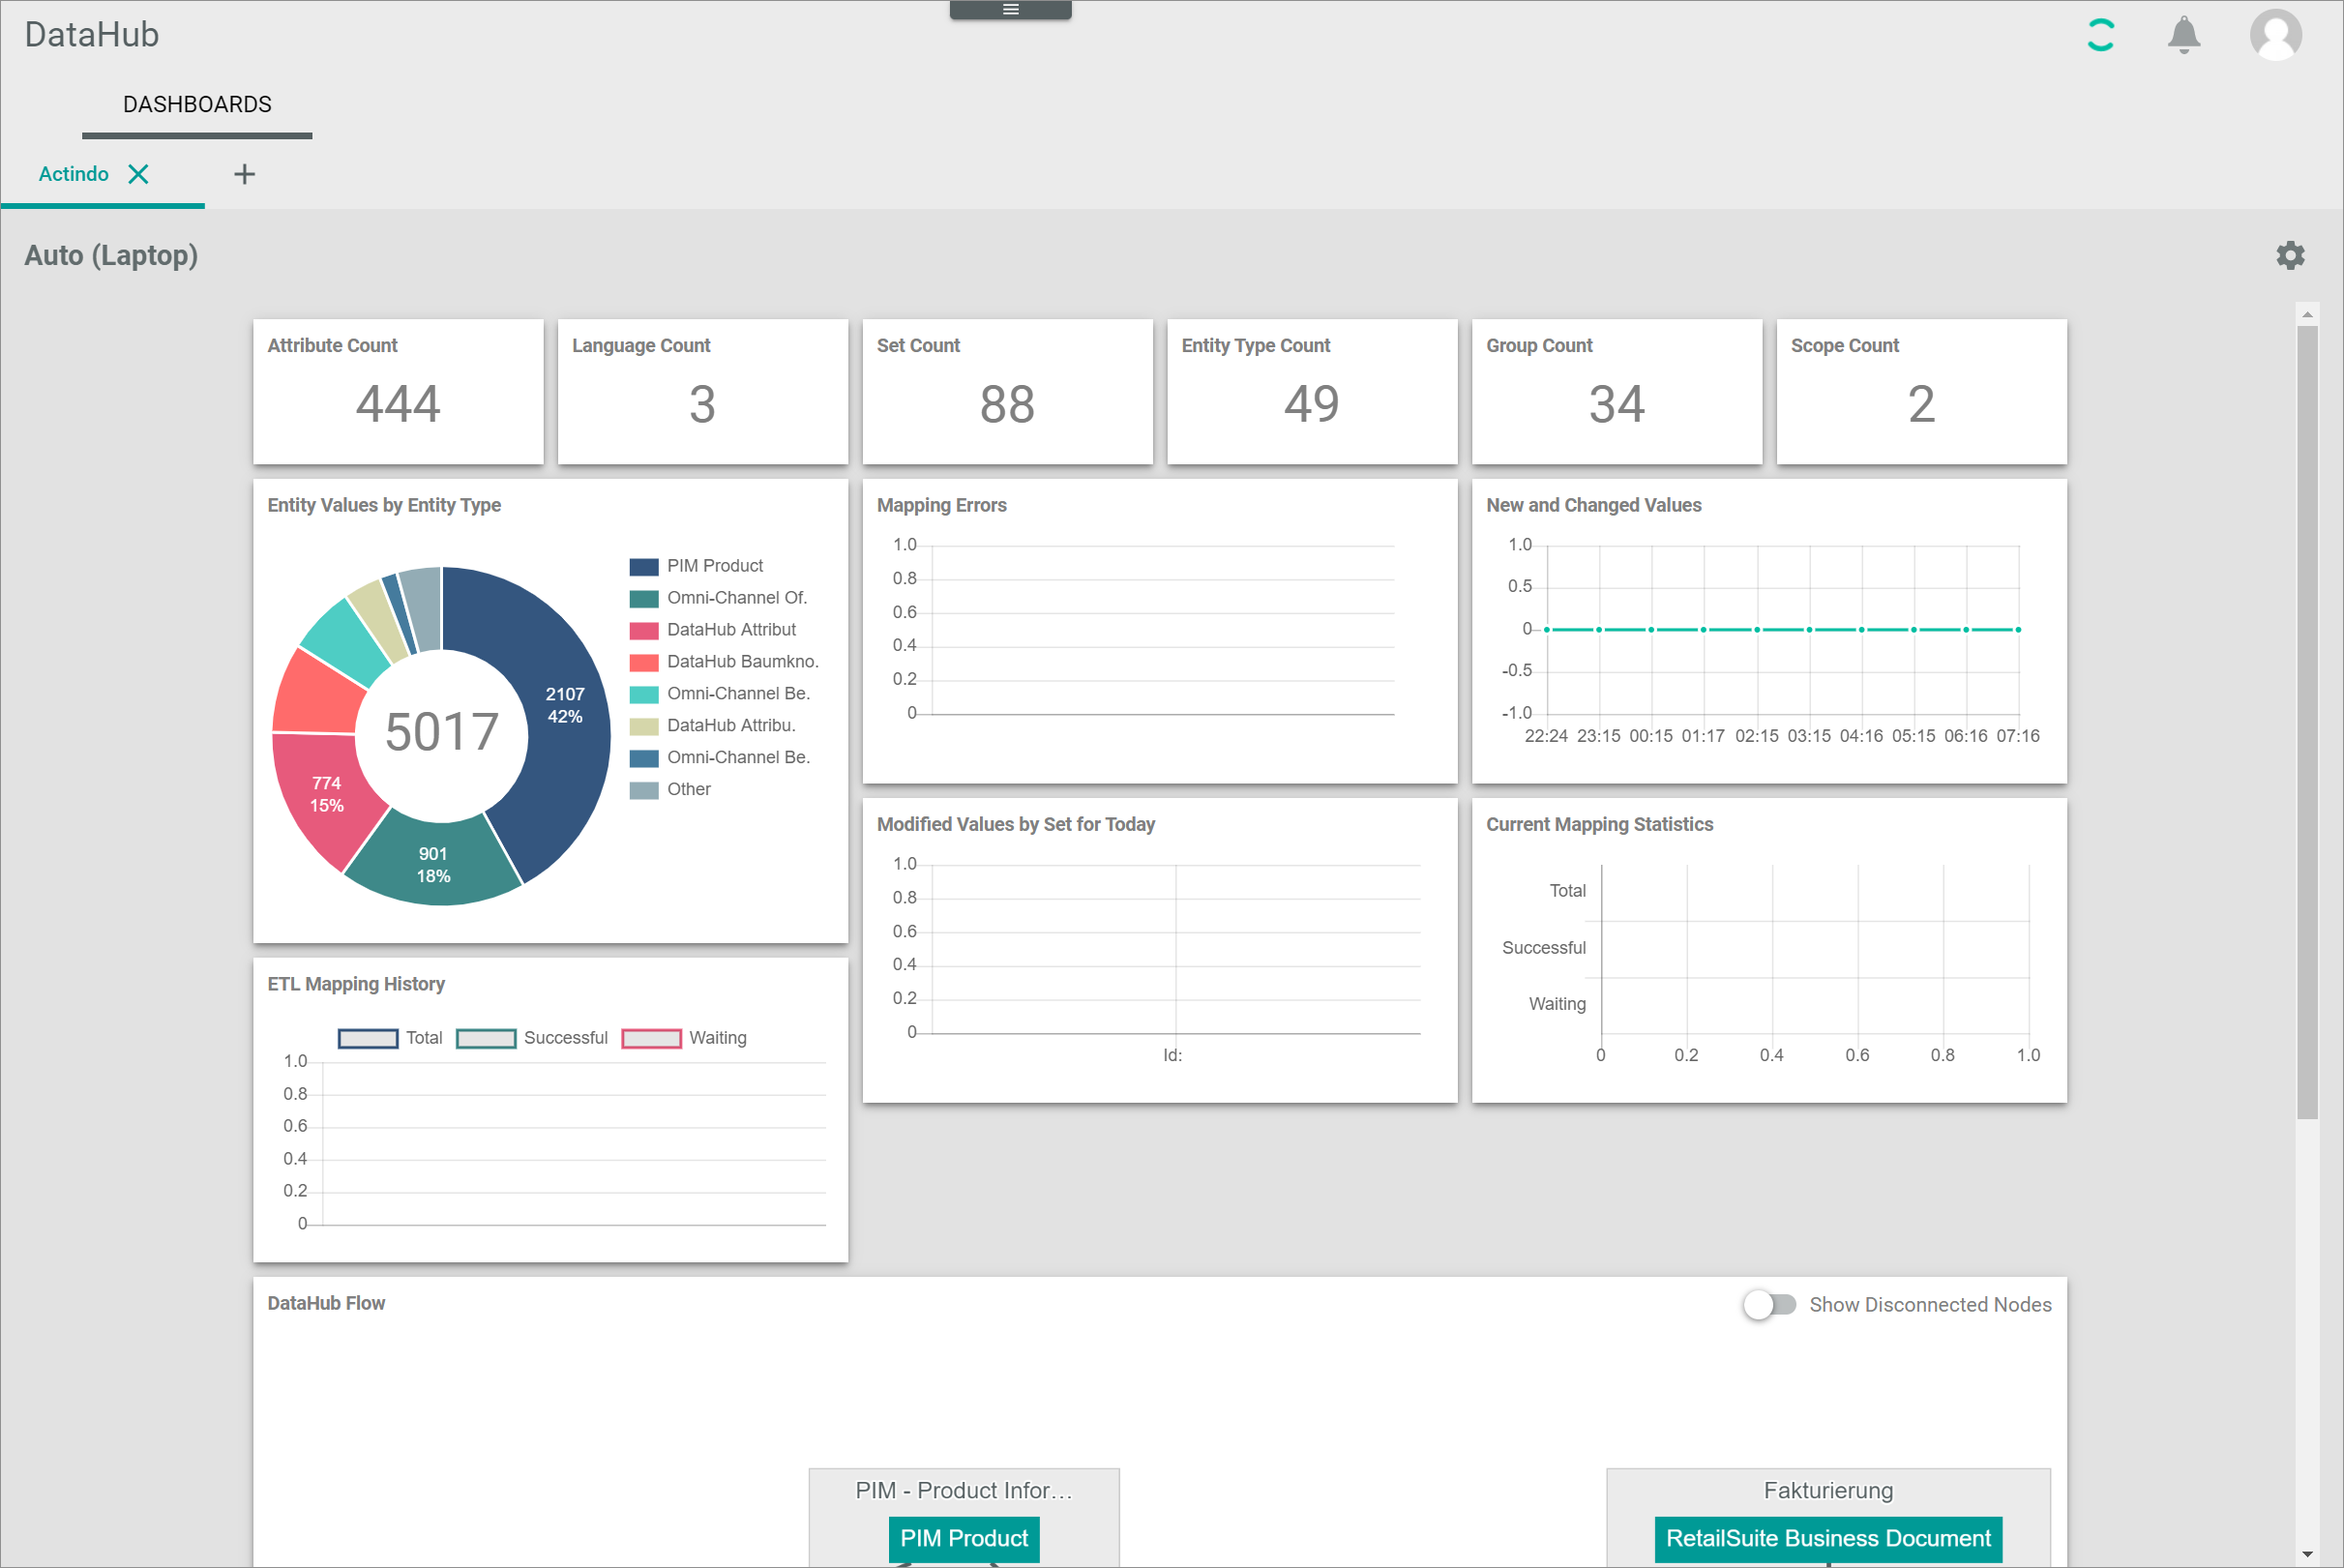 DataHub
DASHBOARDS
Actindo
Auto (Laptop)
Attribute Count
444
Language Count
3
Set Count
88
Entity Type Count
49
Group Count
34
Scope Count
2
Entity Values by Entity Type
5017
2107
42%
901
18%
774
15%
PIM Product
Omni-Channel Of.
DataHub Attribut
DataHub Baumkno.
Omni-Channel Be.
DataHub Attribu.
Omni-Channel Be.
Other
Mapping Errors
1.0
0.8
0.6
0.4
0.2
0
New and Changed Values
1.0
0.5
0
-0.5
-1.0
22:24 23:15 00:15 01:17 02:15 03:15 04:16 05:15 06:16 07:16
Modified Values by Set for Today
1.0
0.8
0.6
0.4
0.2
0
Id:
Current Mapping Statistics
Total
Successful
Waiting
0 0.2 0.4 0.6 0.8 1.0
ETL Mapping History
Total Successful Waiting
1.0
0.8
0.6
0.4
0.2
0
DataHub Flow
Show Disconnected Nodes
PIM - Product Infor...
PIM Product
Fakturierung
RetailSuite Business Document